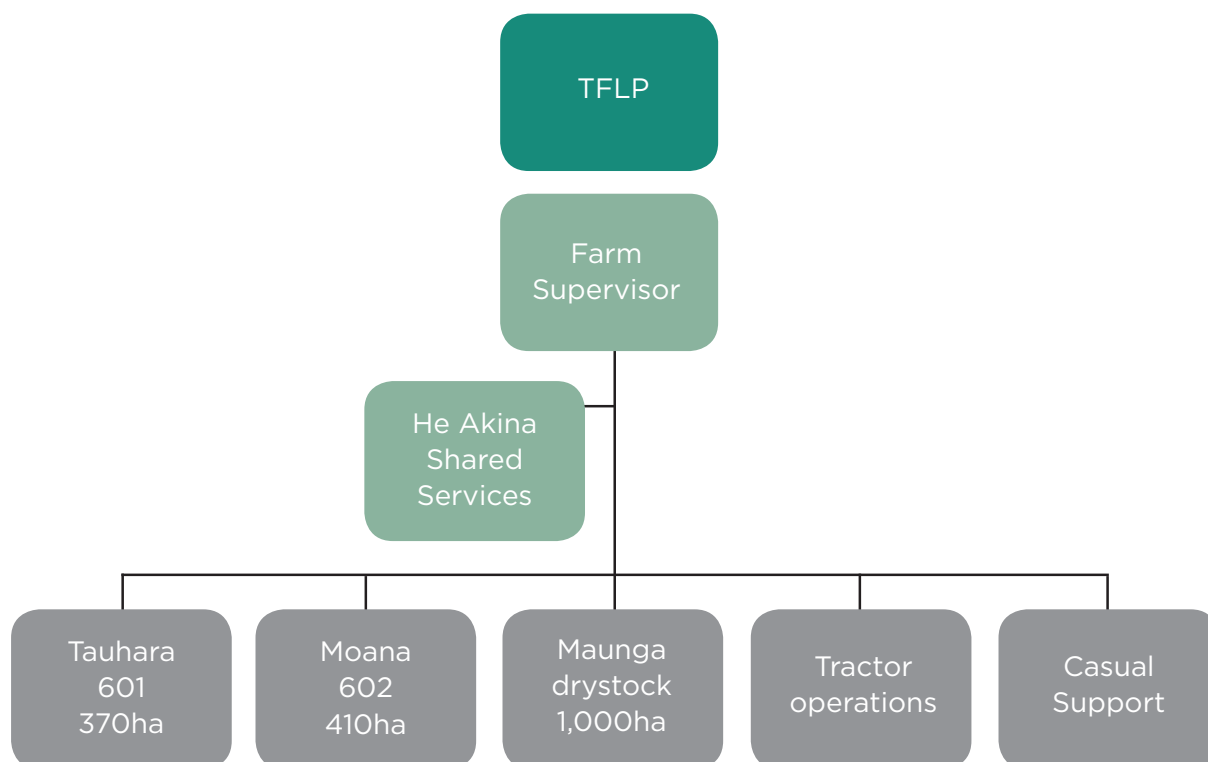 TFLP
Farm
Supervisor
He Akina
Shared
Services
Tauhara
601
370ha
Moana
602
410ha
Maunga
drystock
1,000ha
Tractor
operations
Casual
Support